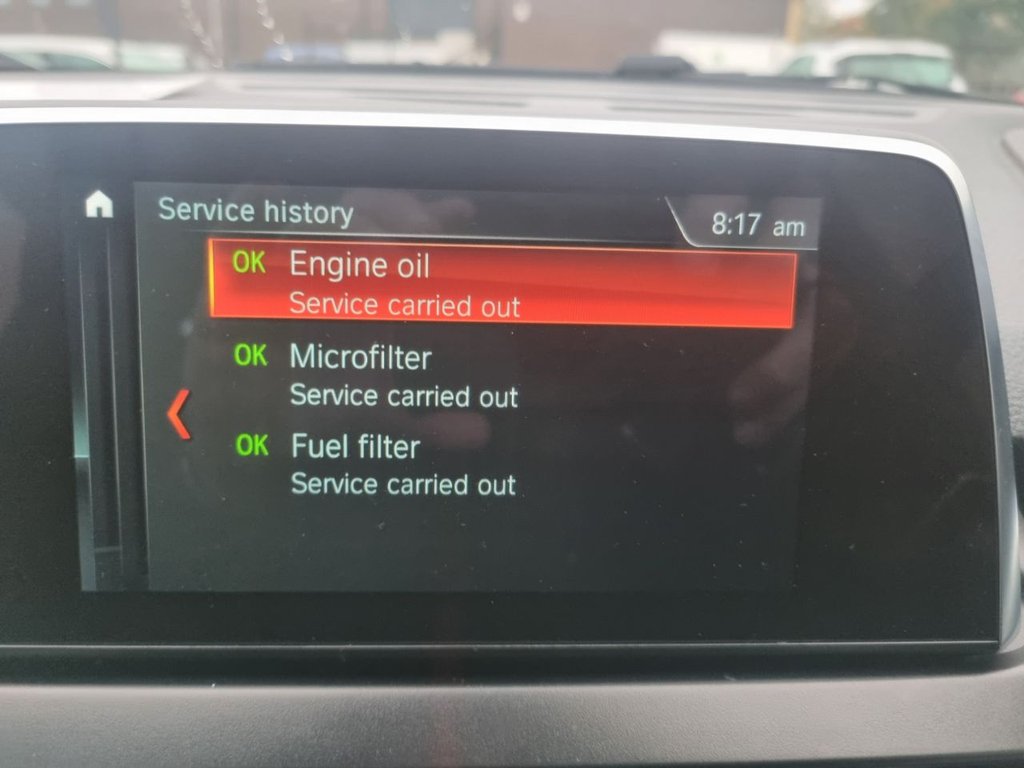 Service history
8:17 am
OK Engine oil
Service carried out
OK Microfilter
Service carried out
OK Fuel filter
Service carried out